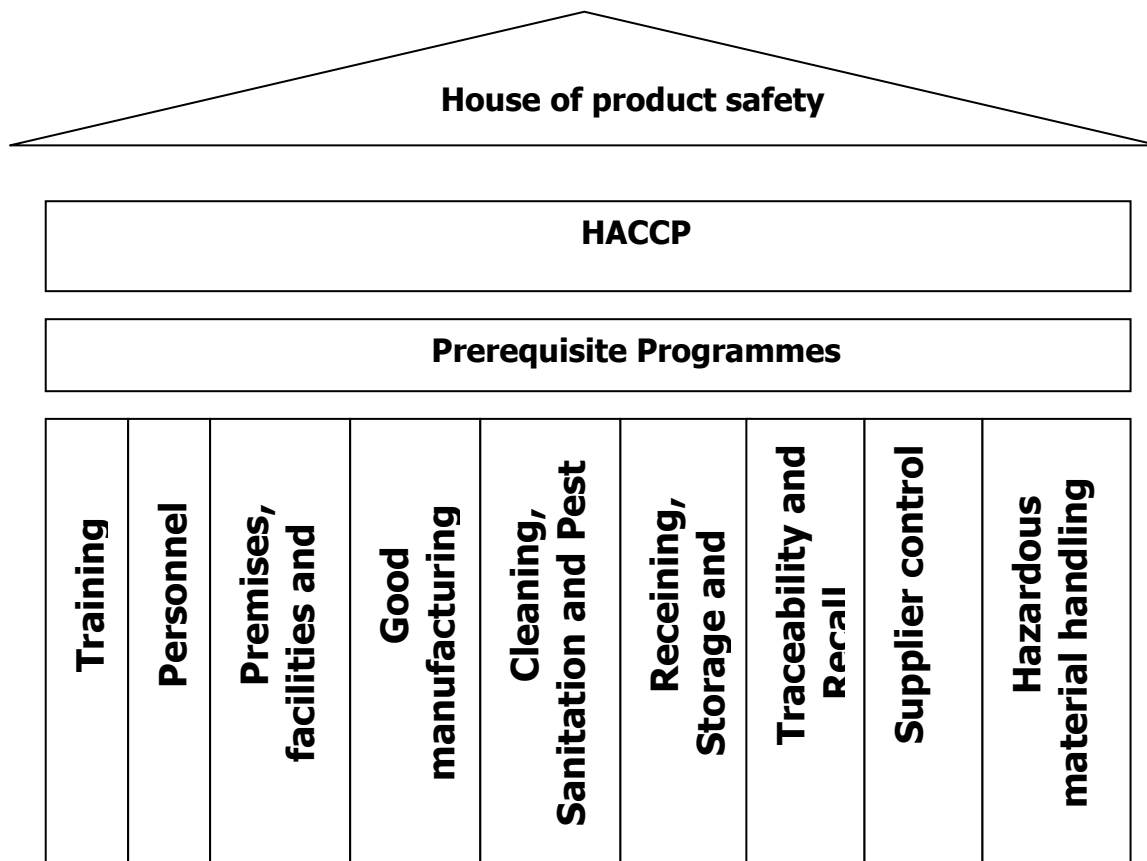 House of product safety
HACCP
Prerequisite Programmes
Training
Personnel
Premises,
facilities and
Good
manufacturing
Cleaning,
Sanitation and Pest
Receining,
Storage and
Traceability and
Recall
Supplier control
Hazardous
material handling